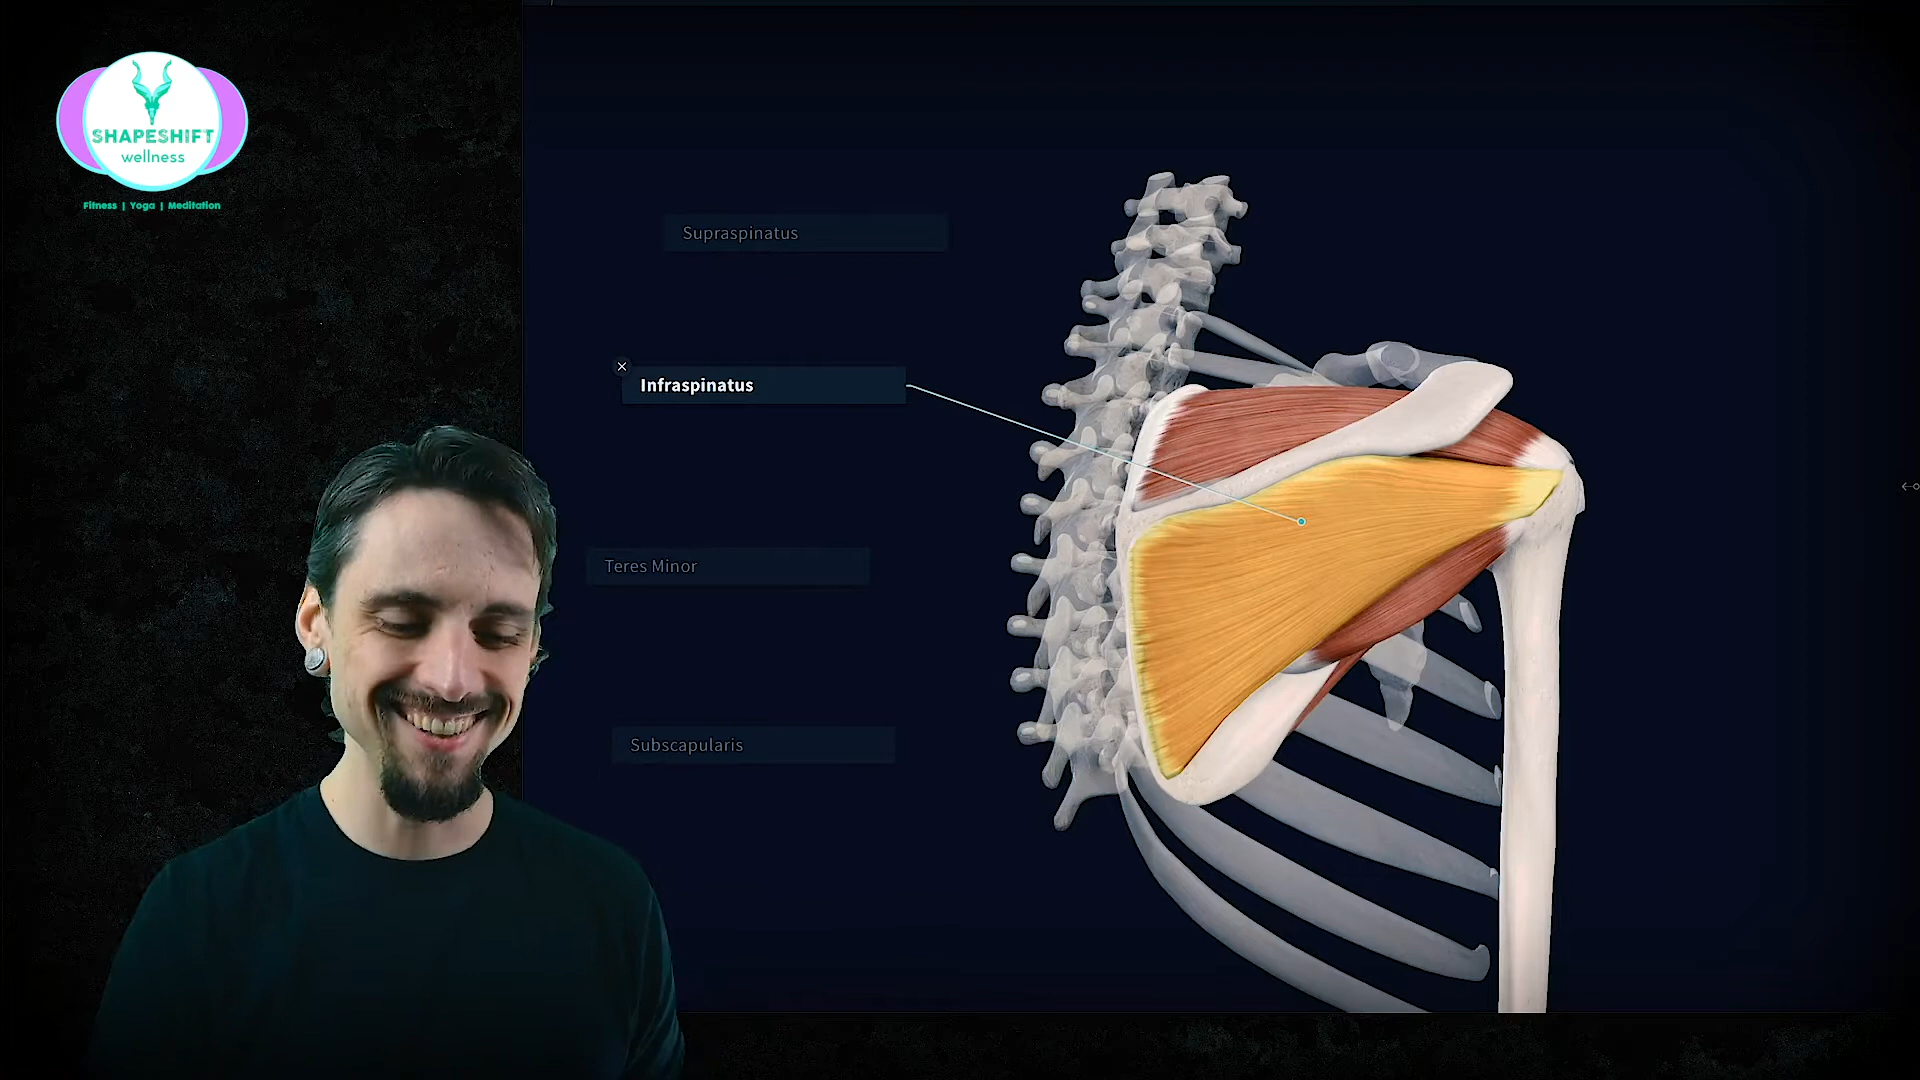 SHAPESHIFT
wellness
Fitness | Yoga | Meditation
Supraspinatus
Infraspinatus
Teres Minor
Subscapularis